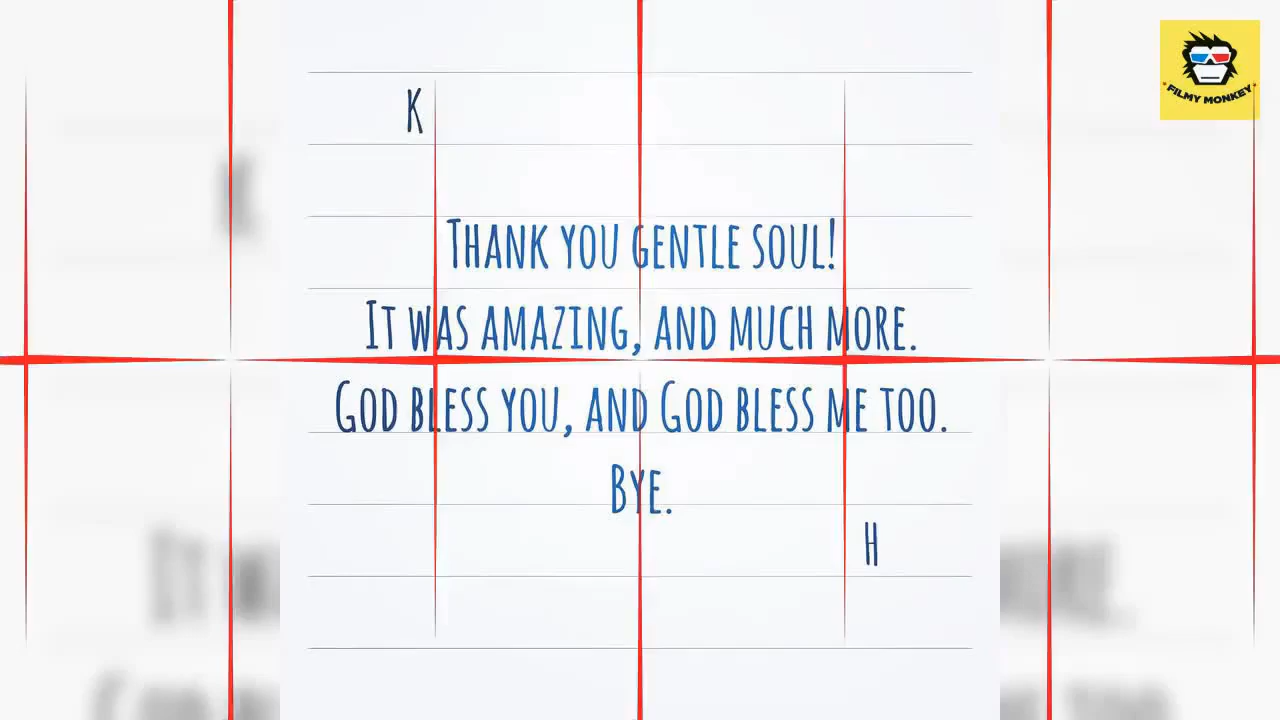 FILMY MONKEY
K
THANK YOU GENTLE SOUL!
IT WAS AMAZING, AND MUCH MORE.
GOD BLESS YOU, AND GOD BLESS ME TOO.
BYE.
H